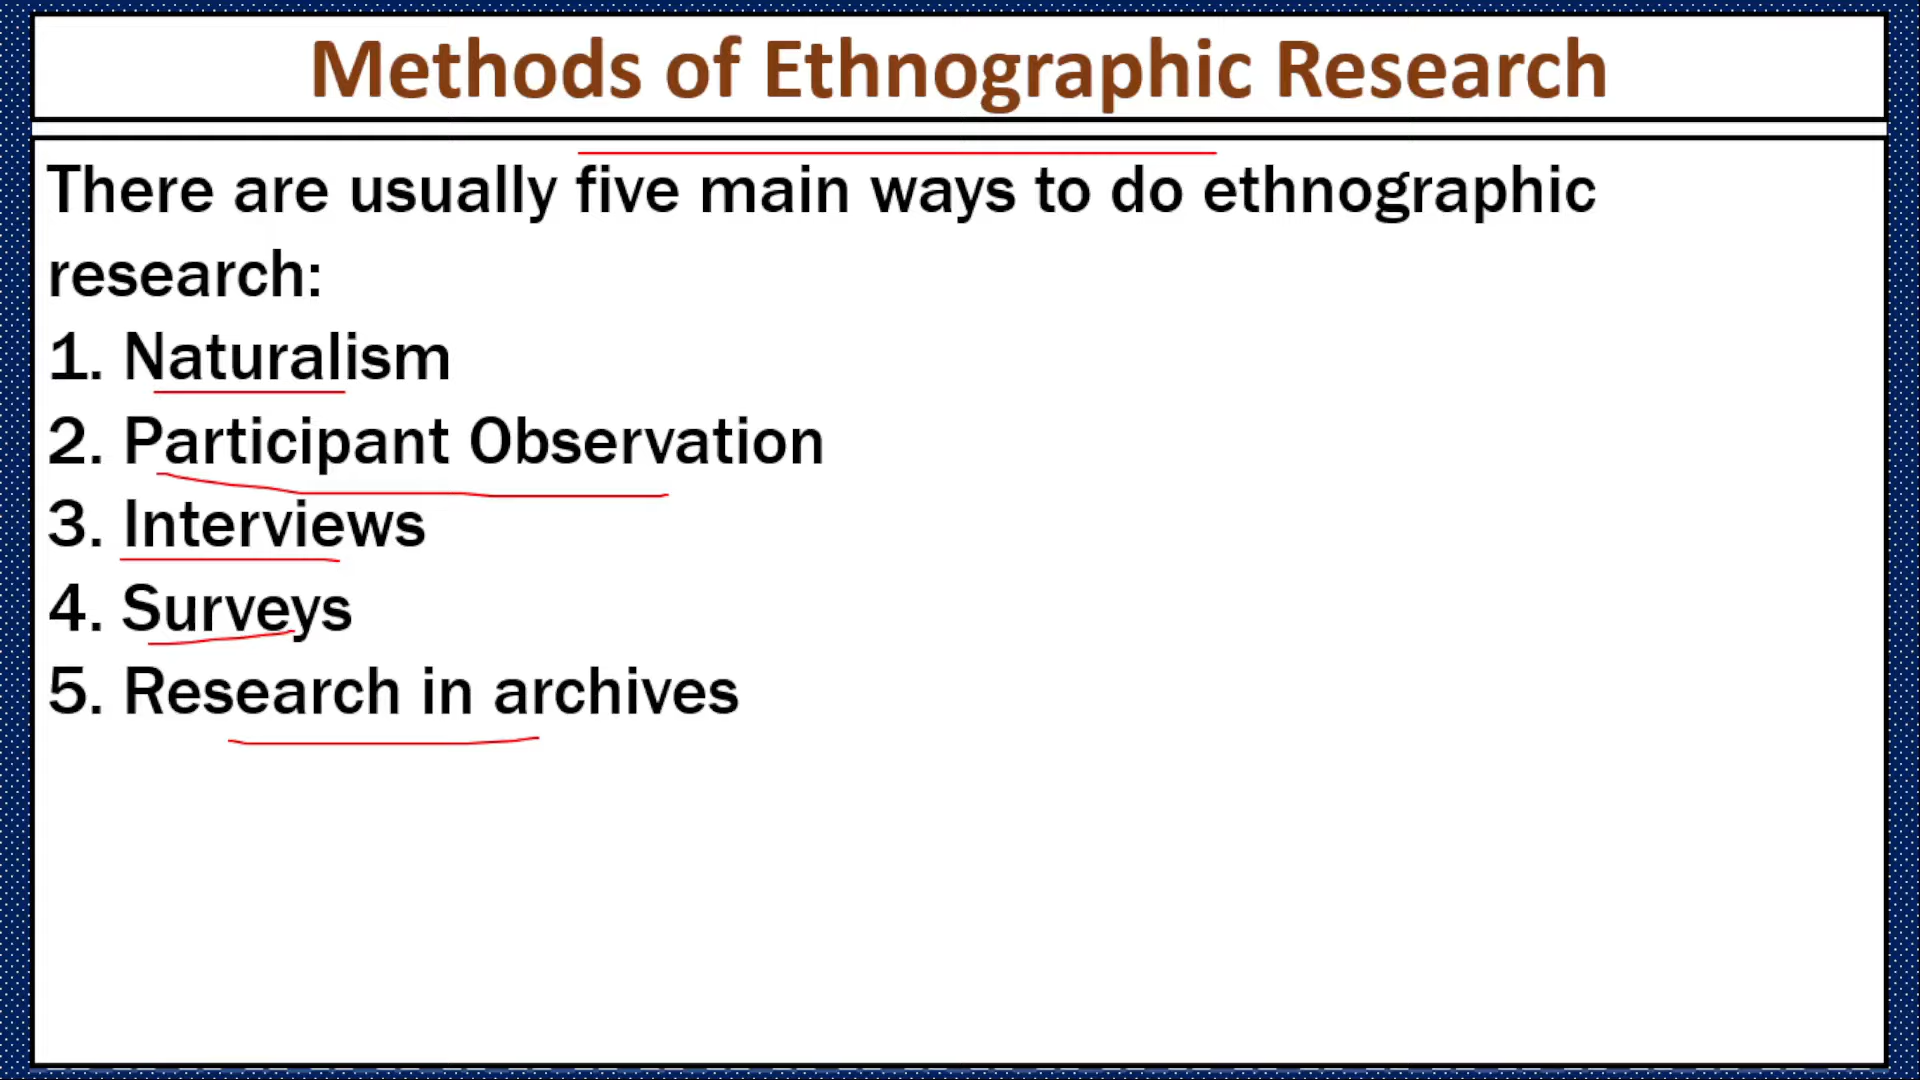 Methods of Ethnographic Research
There are usually five main ways to do ethnographic
research:
1. Naturalism
2. Participant Observation
3. Interviews
4. Surveys
5. Research in archives